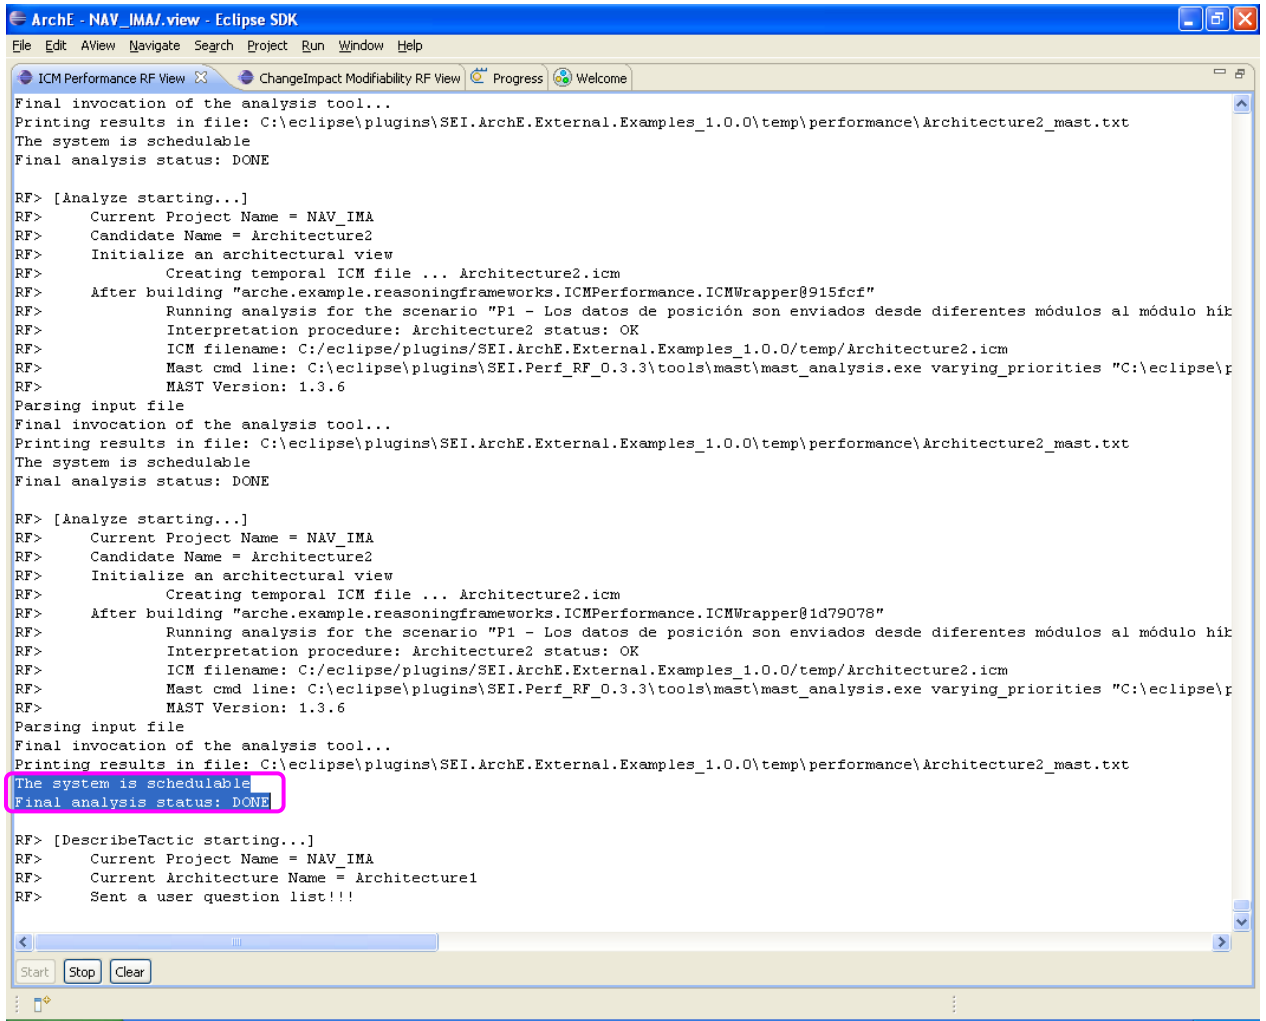 ArchE - NAV_IMA/.view - Eclipse SDK
File Edit AView Navigate Search Project Run Window Help
ICM Performance RF View ChangeImpact Modifiability RF View Progress Welcome
Final invocation of the analysis tool...
Printing results in file: C:\eclipse\plugins\SEI.ArchE.External.Examples_1.0.0\temp\performance\Architecture2_mast.txt
The system is schedulable
Final analysis status: DONE
RF> [Analyze starting...]
RF> Current Project Name = NAV_IMA
RF> Candidate Name = Architecture2
RF> Initialize an architectural view
RF> Creating temporal ICM file ... Architecture2.icm
RF> After building "arche.example.reasoningframeworks.ICMPerformance.ICMWrapper@915fcf"
RF> Running analysis for the scenario "P1 - Los datos de posición son enviados desde diferentes módulos al módulo híb
RF> Interpretation procedure: Architecture2 status: OK
RF> ICM filename: C:/eclipse/plugins/SEI.ArchE.External.Examples_1.0.0/temp/Architecture2.icm
RF> Mast cmd line: C:\eclipse\plugins\SEI.Perf_RF_0.3.3\tools\mast\mast_analysis.exe varying_priorities "C:\eclipse\p
RF> MAST Version: 1.3.6
Parsing input file
Final invocation of the analysis tool...
Printing results in file: C:\eclipse\plugins\SEI.ArchE.External.Examples_1.0.0\temp\performance\Architecture2_mast.txt
The system is schedulable
Final analysis status: DONE
RF> [Analyze starting...]
RF> Current Project Name = NAV_IMA
RF> Candidate Name = Architecture2
RF> Initialize an architectural view
RF> Creating temporal ICM file ... Architecture2.icm
RF> After building "arche.example.reasoningframeworks.ICMPerformance.ICMWrapper@1d79078"
RF> Running analysis for the scenario "P1 - Los datos de posición son enviados desde diferentes módulos al módulo híb
RF> Interpretation procedure: Architecture2 status: OK
RF> ICM filename: C:/eclipse/plugins/SEI.ArchE.External.Examples_1.0.0/temp/Architecture2.icm
RF> Mast cmd line: C:\eclipse\plugins\SEI.Perf_RF_0.3.3\tools\mast\mast_analysis.exe varying_priorities "C:\eclipse\p
RF> MAST Version: 1.3.6
Parsing input file
Final invocation of the analysis tool...
Printing results in file: C:\eclipse\plugins\SEI.ArchE.External.Examples_1.0.0\temp\performance\Architecture2_mast.txt
The system is schedulable
Final analysis status: DONE
RF> [DescribeTactic starting...]
RF> Current Project Name = NAV_IMA
RF> Current Architecture Name = Architecture1
RF> Sent a user question list!!!
Start Stop Clear